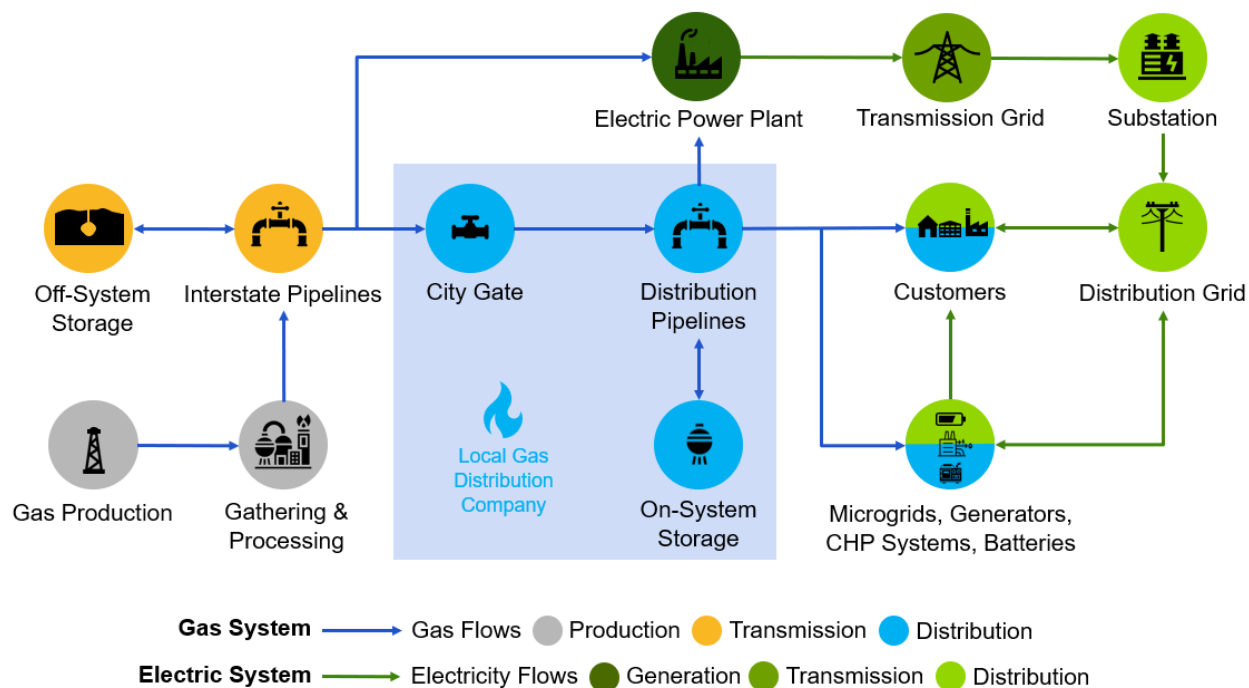 Electric Power Plant
Transmission Grid
Substation
Off-System
Storage
Interstate Pipelines
City Gate
Distribution
Pipelines
Customers
Distribution Grid
Gas Production
Gathering &
Processing
Local Gas
Distribution
Company
On-System
Storage
Microgrids, Generators,
CHP Systems, Batteries
Gas System Gas Flows Production Transmission Distribution
Electric System Electricity Flows Generation Transmission Distribution